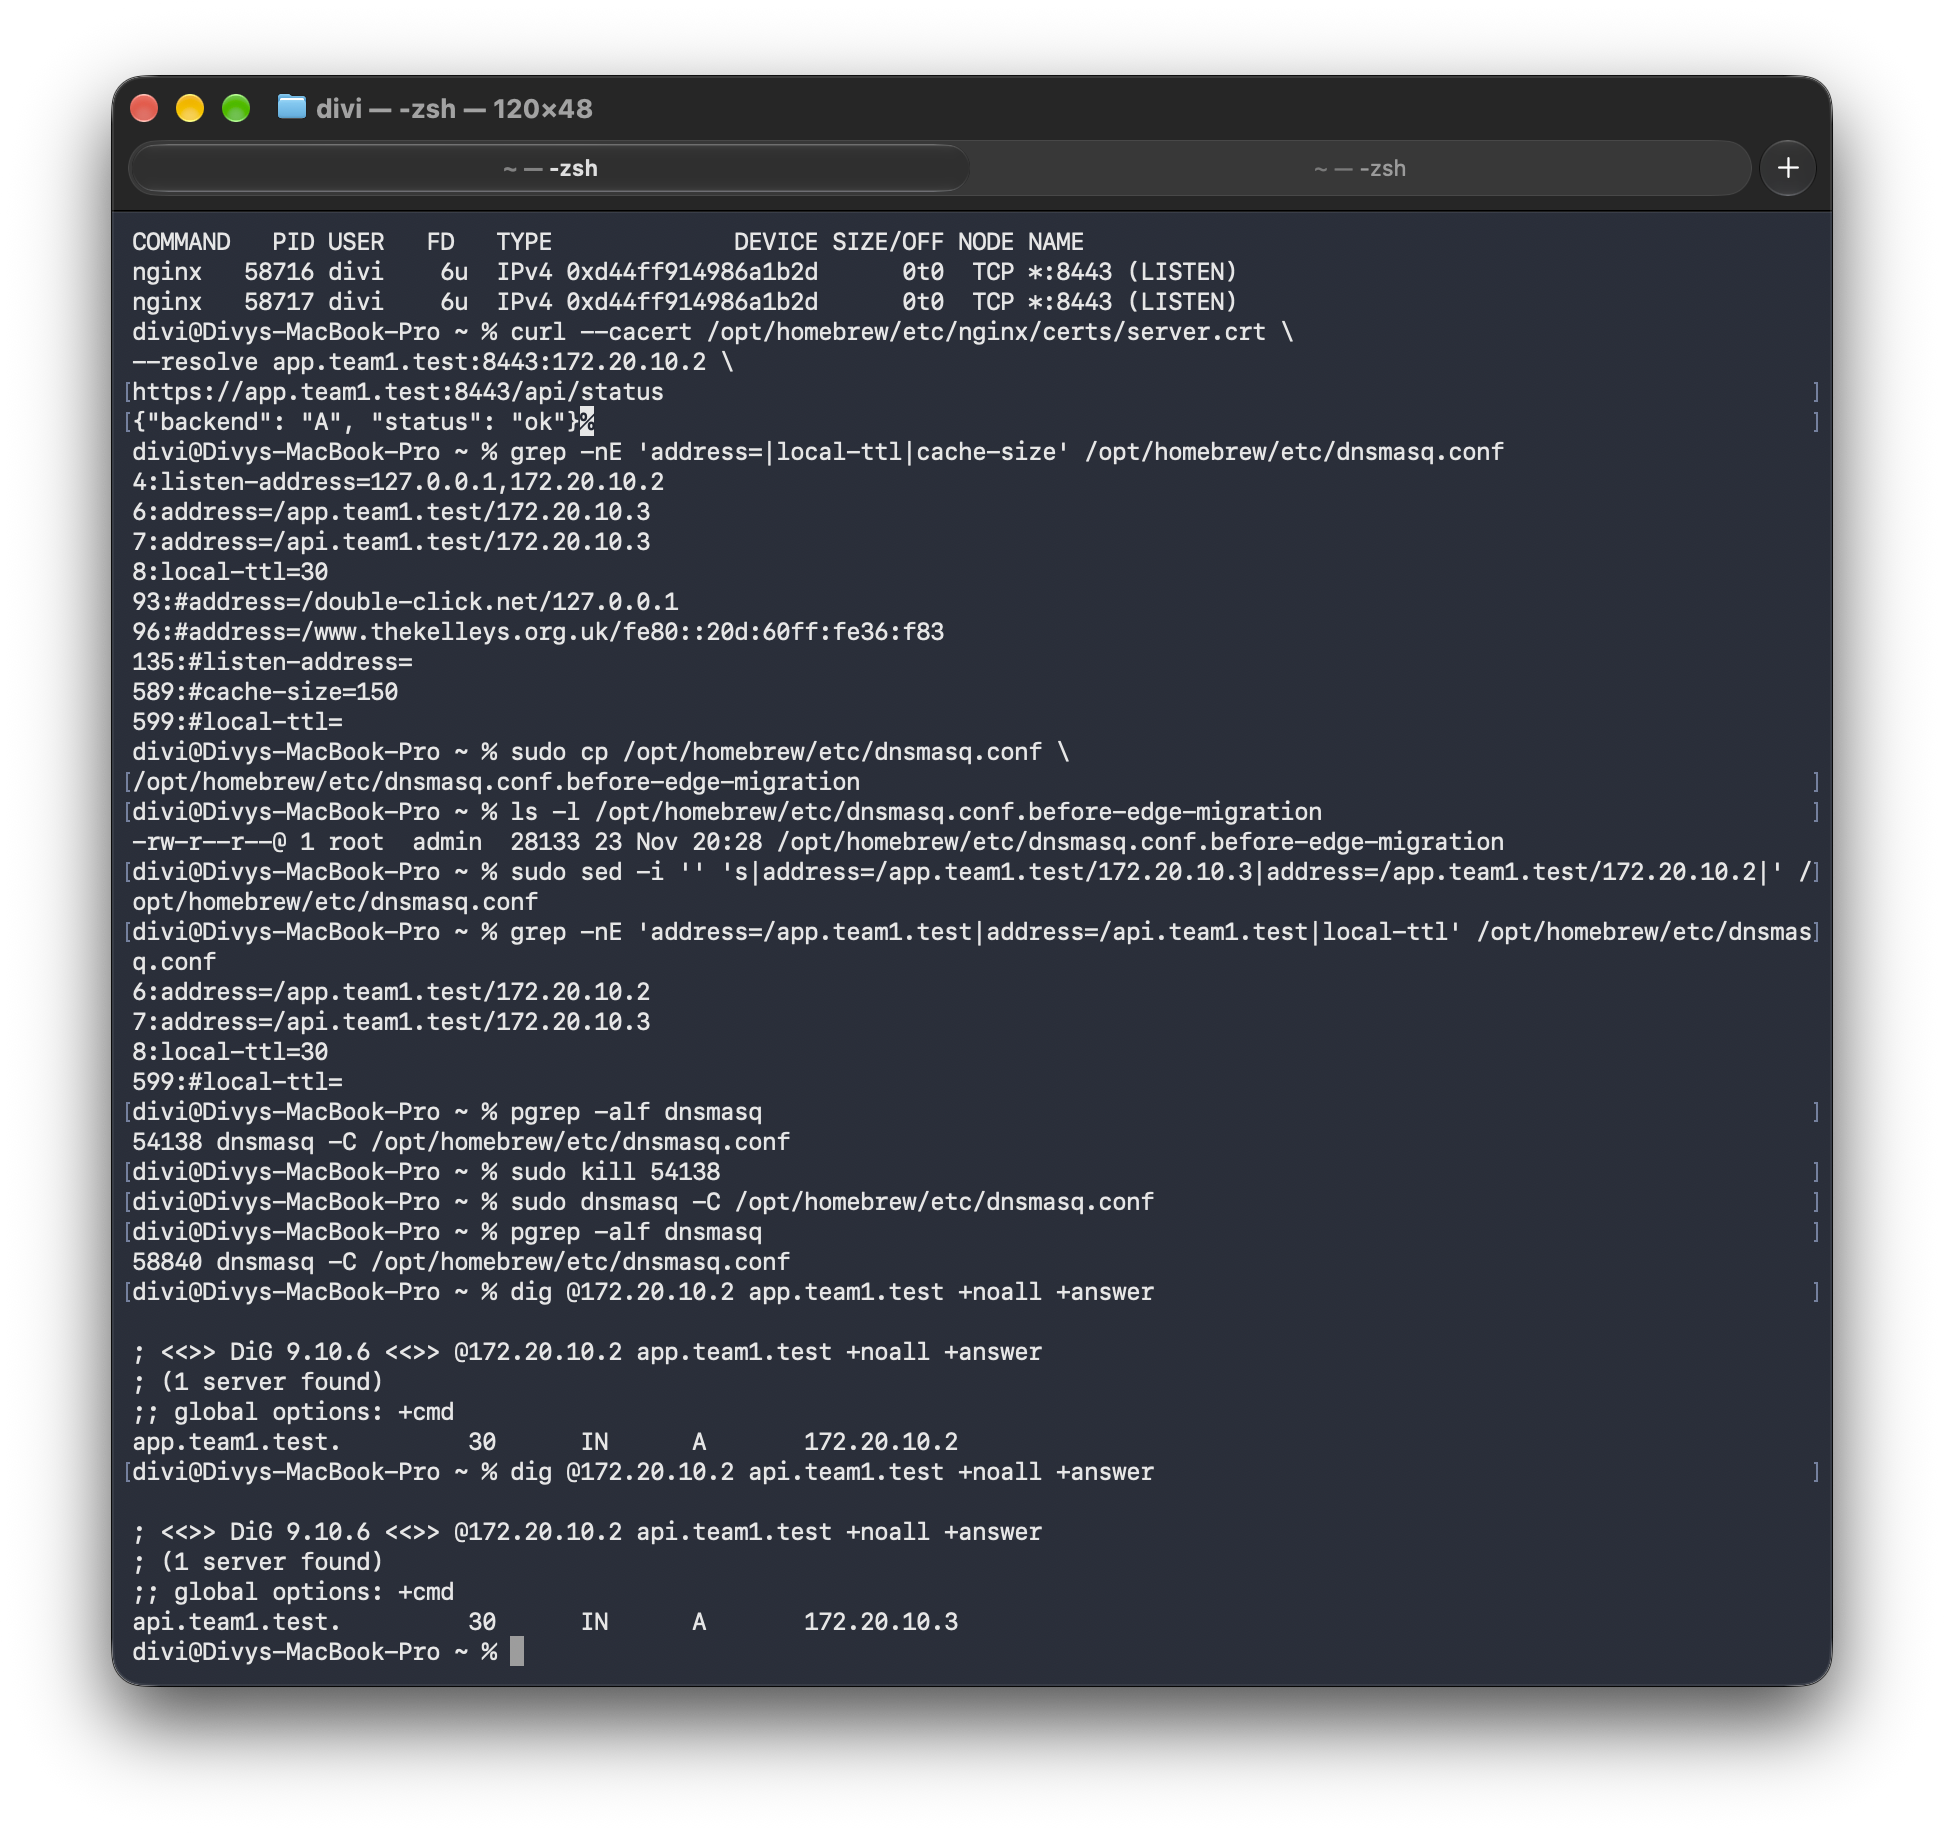 divi — -zsh — 120×48
~ — -zsh
~ — -zsh
+
COMMAND   PID USER   FD   TYPE             DEVICE SIZE/OFF NODE NAME
nginx   58716 divi    6u  IPv4 0xd44ff914986a1b2d      0t0  TCP *:8443 (LISTEN)
nginx   58717 divi    6u  IPv4 0xd44ff914986a1b2d      0t0  TCP *:8443 (LISTEN)
divi@Divys-MacBook-Pro ~ % curl --cacert /opt/homebrew/etc/nginx/certs/server.crt \
--resolve app.team1.test:8443:172.20.10.2 \
[https://app.team1.test:8443/api/status ]
[{"backend": "A", "status": "ok"}% ]
divi@Divys-MacBook-Pro ~ % grep -nE 'address=|local-ttl|cache-size' /opt/homebrew/etc/dnsmasq.conf
4:listen-address=127.0.0.1,172.20.10.2
6:address=/app.team1.test/172.20.10.3
7:address=/api.team1.test/172.20.10.3
8:local-ttl=30
93:#address=/double-click.net/127.0.0.1
96:#address=/www.thekelleys.org.uk/fe80::20d:60ff:fe36:f83
135:#listen-address=
589:#cache-size=150
599:#local-ttl=
divi@Divys-MacBook-Pro ~ % sudo cp /opt/homebrew/etc/dnsmasq.conf \
[/opt/homebrew/etc/dnsmasq.conf.before-edge-migration ]
[divi@Divys-MacBook-Pro ~ % ls -l /opt/homebrew/etc/dnsmasq.conf.before-edge-migration ]
-rw-r--r--@ 1 root  admin  28133 23 Nov 20:28 /opt/homebrew/etc/dnsmasq.conf.before-edge-migration
[divi@Divys-MacBook-Pro ~ % sudo sed -i '' 's|address=/app.team1.test/172.20.10.3|address=/app.team1.test/172.20.10.2|' /]
opt/homebrew/etc/dnsmasq.conf
[divi@Divys-MacBook-Pro ~ % grep -nE 'address=/app.team1.test|address=/api.team1.test|local-ttl' /opt/homebrew/etc/dnsmas]
q.conf
6:address=/app.team1.test/172.20.10.2
7:address=/api.team1.test/172.20.10.3
8:local-ttl=30
599:#local-ttl=
[divi@Divys-MacBook-Pro ~ % pgrep -alf dnsmasq ]
54138 dnsmasq -C /opt/homebrew/etc/dnsmasq.conf
[divi@Divys-MacBook-Pro ~ % sudo kill 54138 ]
[divi@Divys-MacBook-Pro ~ % sudo dnsmasq -C /opt/homebrew/etc/dnsmasq.conf ]
[divi@Divys-MacBook-Pro ~ % pgrep -alf dnsmasq ]
58840 dnsmasq -C /opt/homebrew/etc/dnsmasq.conf
[divi@Divys-MacBook-Pro ~ % dig @172.20.10.2 app.team1.test +noall +answer ]
; <<>> DiG 9.10.6 <<>> @172.20.10.2 app.team1.test +noall +answer
; (1 server found)
;; global options: +cmd
app.team1.test.         30      IN      A       172.20.10.2
[divi@Divys-MacBook-Pro ~ % dig @172.20.10.2 api.team1.test +noall +answer ]
; <<>> DiG 9.10.6 <<>> @172.20.10.2 api.team1.test +noall +answer
; (1 server found)
;; global options: +cmd
api.team1.test.         30      IN      A       172.20.10.3
divi@Divys-MacBook-Pro ~ %